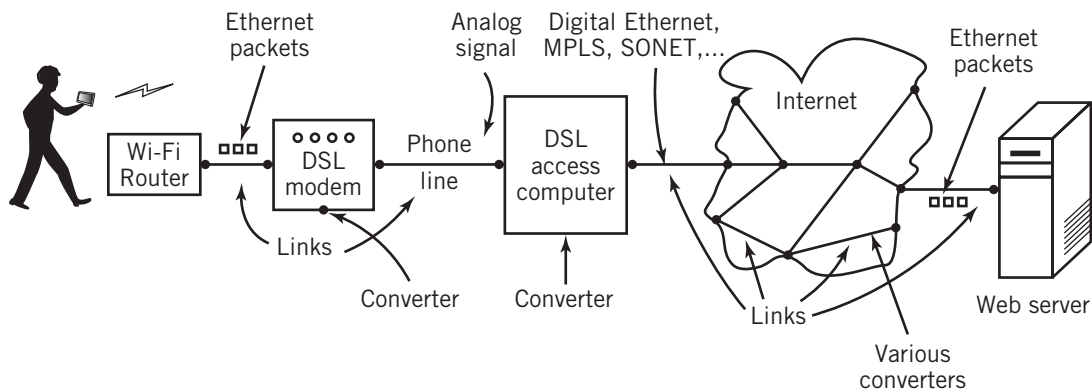 Ethernet
packets
Analog
signal
Digital Ethernet,
MPLS, SONET,...
Ethernet
packets
Internet
Wi-Fi
Router
DSL
modem
Phone
line
DSL
access
computer
Links
Converter
Converter
Links
Web server
Various
converters